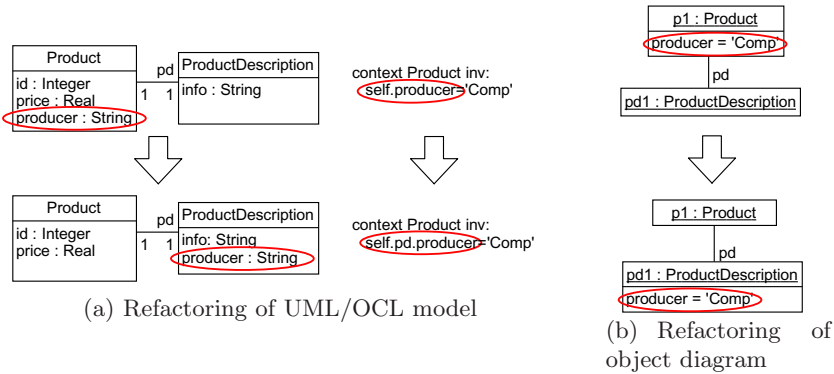 Product
id : Integer
price : Real
producer : String
pd
1 1
ProductDescription
info : String
context Product inv:
self.producer='Comp'
Product
id : Integer
price : Real
pd
1 1
ProductDescription
info: String
producer : String
context Product inv:
self.pd.producer='Comp'
(a) Refactoring of UML/OCL model
p1 : Product
producer = 'Comp'
pd
pd1 : ProductDescription
p1 : Product
pd
pd1 : ProductDescription
producer = 'Comp'
(b) Refactoring of
object diagram